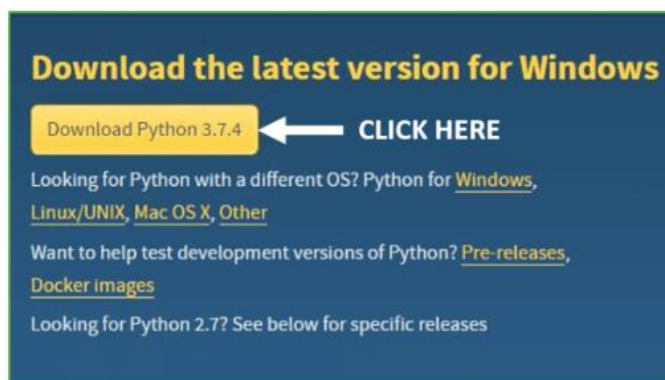 Download the latest version for Windows
Download Python 3.7.4 CLICK HERE
Looking for Python with a different OS? Python for Windows,
Linux/UNIX, Mac OS X, Other
Want to help test development versions of Python? Pre-releases,
Docker images
Looking for Python 2.7? See below for specific releases